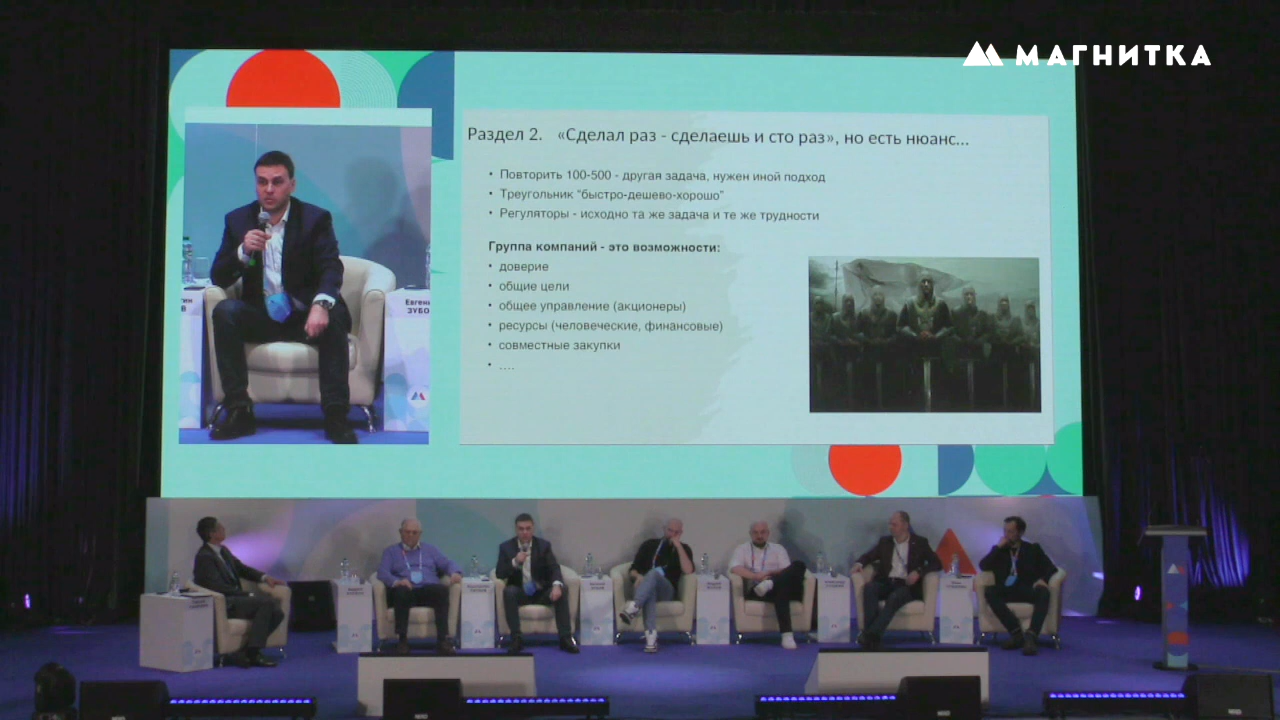 МАГНИТКА
Раздел 2. «Сделал раз - сделаешь и сто раз», но есть нюанс...
• Повторить 100-500 - другая задача, нужен иной подход
• Треугольник "быстро-дешево-хорошо"
• Регуляторы - исходно та же задача и те же трудности
Группа компаний - это возможности:
• доверие
• общие цели
• общее управление (акционеры)
• ресурсы (человеческие, финансовые)
• совместные закупки
• ....